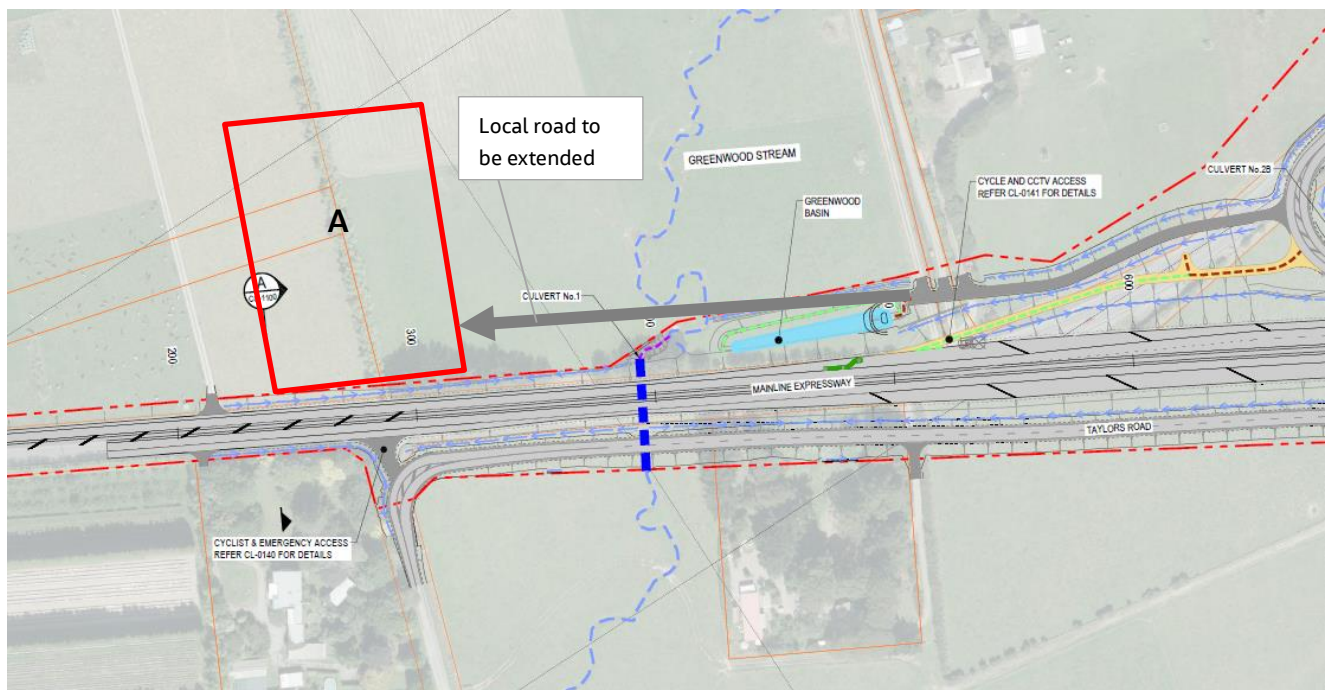 Local road to
be extended
GREENWOOD STREAM
CULVERT No.2B
CYCLE AND CCTV ACCESS
REFER CL-0141 FOR DETAILS
GREENWOOD
BASIN
A
A
CULVERT No.1
600
300
200
MAINLINE EXPRESSWAY
TAYLORS ROAD
CYCLIST & EMERGENCY ACCESS
REFER CL-0140 FOR DETAILS